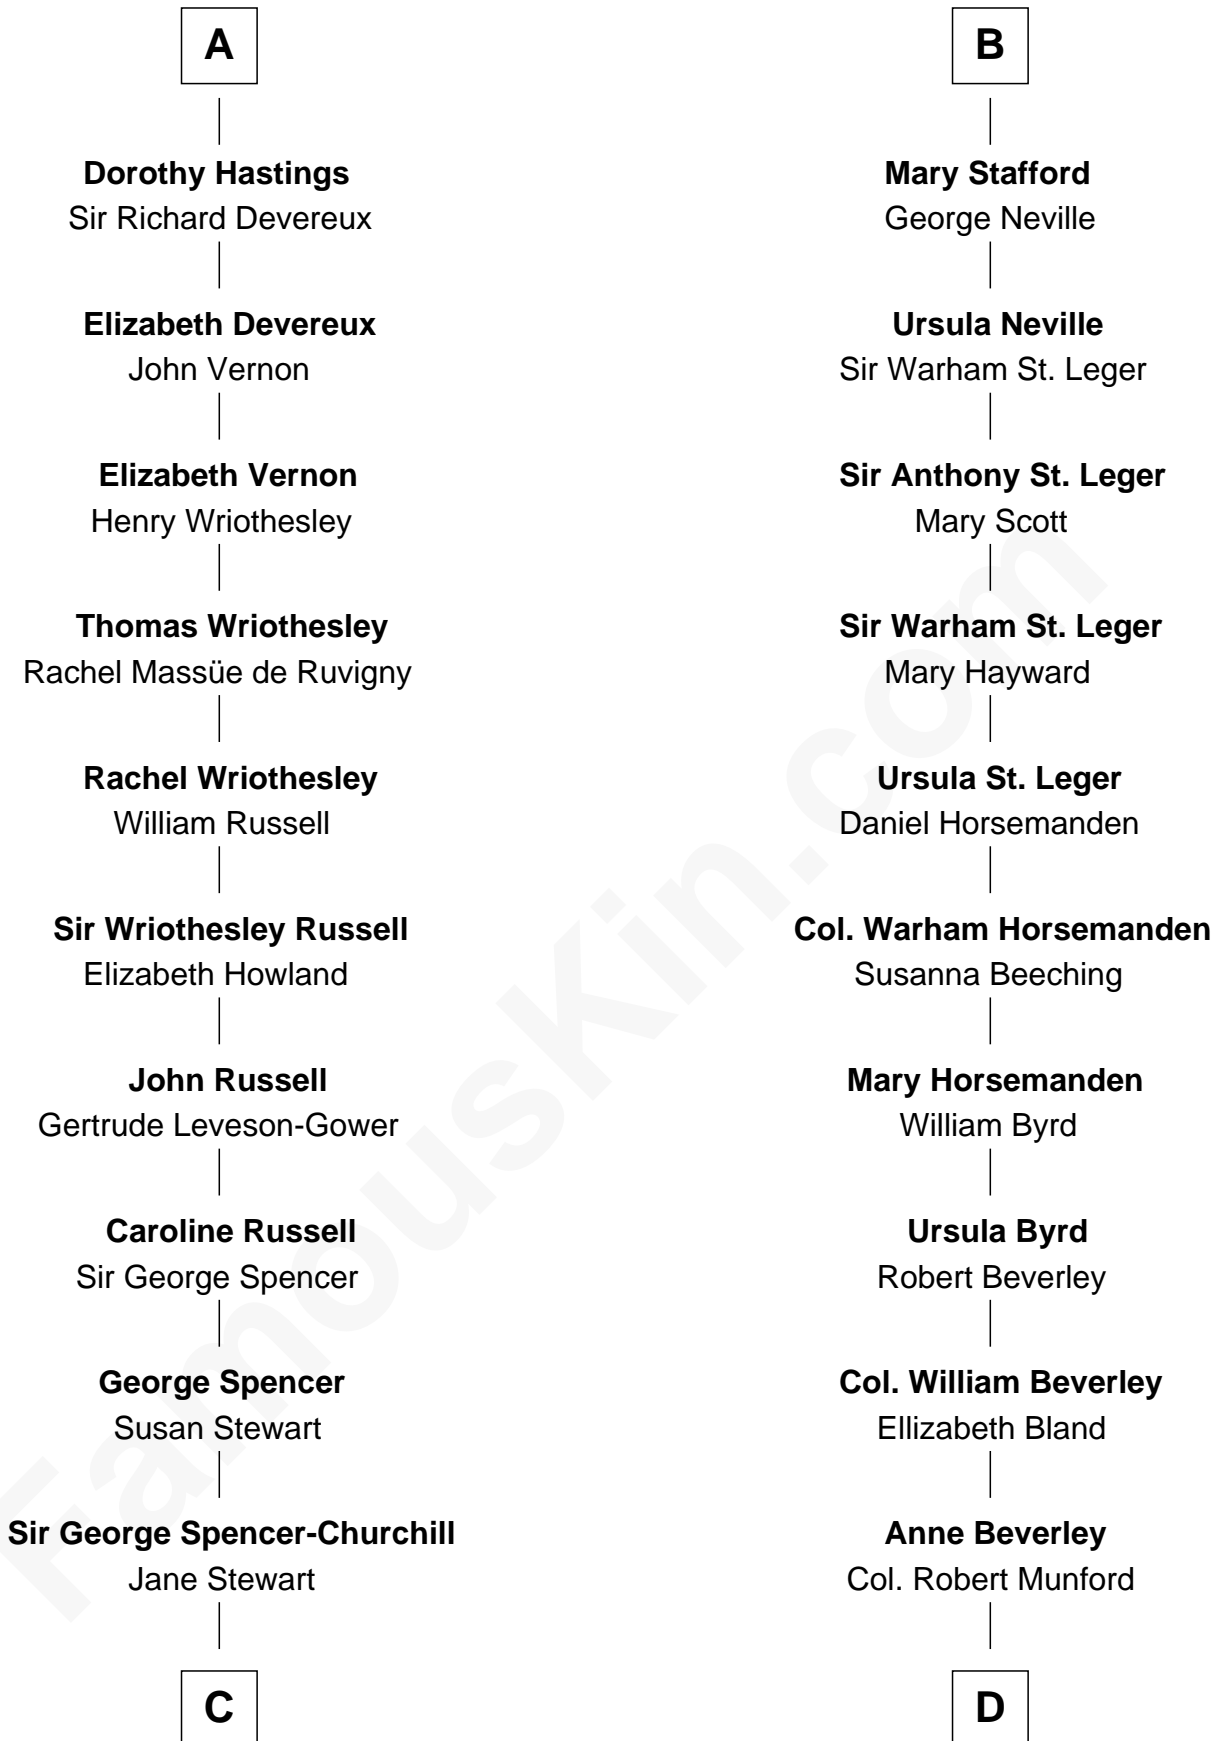 A
Dorothy Hastings
Sir Richard Devereux
Elizabeth Devereux
John Vernon
Elizabeth Vernon
Henry Wriothesley
Thomas Wriothesley
Rachel Massüe de Ruvigny
Rachel Wriothesley
William Russell
Sir Wriothesley Russell
Elizabeth Howland
John Russell
Gertrude Leveson-Gower
Caroline Russell
Sir George Spencer
George Spencer
Susan Stewart
Sir George Spencer-Churchill
Jane Stewart
C
B
Mary Stafford
George Neville
Ursula Neville
Sir Warham St. Leger
Sir Anthony St. Leger
Mary Scott
Sir Warham St. Leger
Mary Hayward
Ursula St. Leger
Daniel Horsemanden
Col. Warham Horsemanden
Susanna Beeching
Mary Horsemanden
William Byrd
Ursula Byrd
Robert Beverley
Col. William Beverley
Ellizabeth Bland
Anne Beverley
Col. Robert Munford
D
FamousKin.com